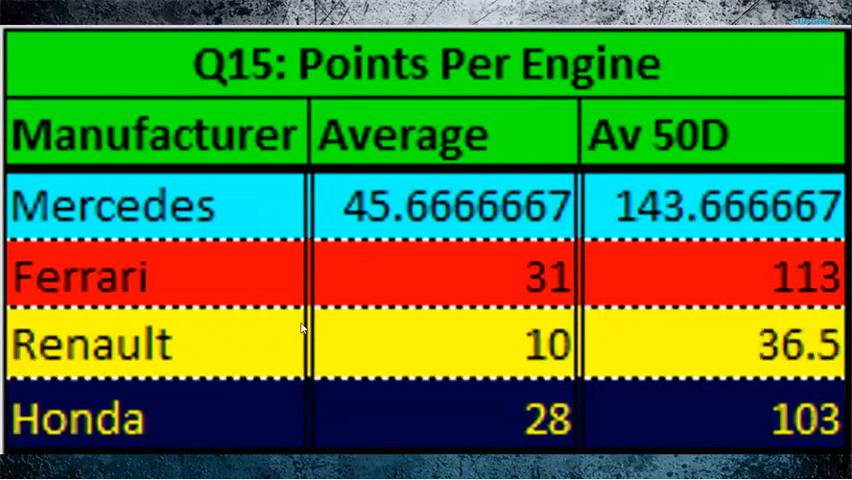 Q15: Points Per Engine
Manufacturer Average Av 50D
Mercedes 45.6666667 143.666667
Ferrari 31 113
Renault 10 36.5
Honda 28 103